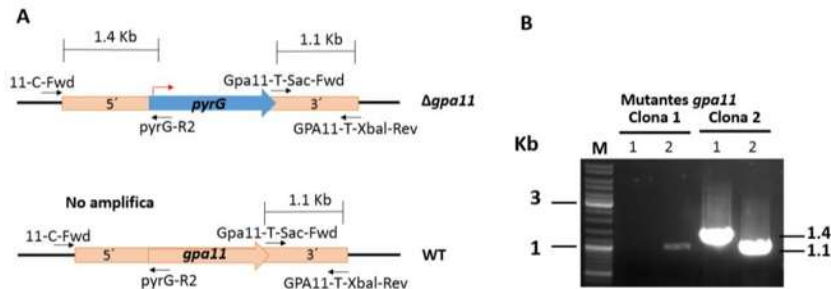 A
1.4 Kb
1.1 Kb
11-C-Fwd
Gpa11-T-Sac-Fwd
5´
pyrG
3´
Δgpa11
pyrG-R2
GPA11-T-XbaI-Rev
No amplifica
1.1 Kb
11-C-Fwd
Gpa11-T-Sac-Fwd
5´
gpa11
3´
WT
pyrG-R2
GPA11-T-XbaI-Rev
B
Mutantes gpa11
Clona 1
Clona 2
Kb
M
1
2
1
2
3
1
1.4
1.1